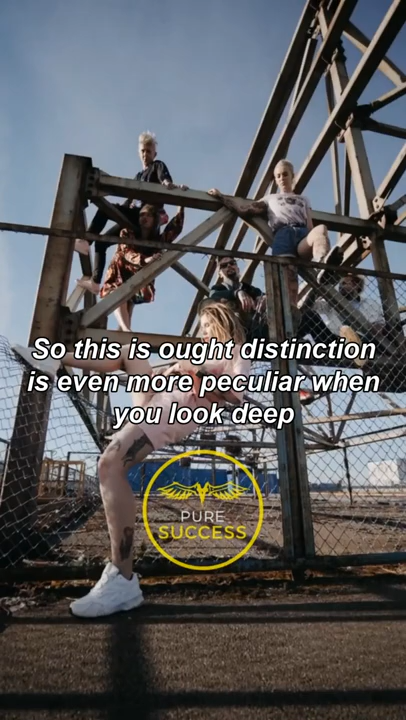 So this is ought distinction
is even more peculiar when
you look deep
PURE
SUCCESS